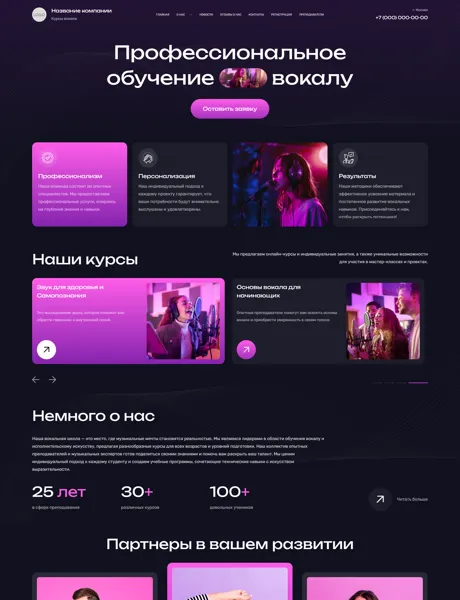 Название компании
Курсы вокала
ГЛАВНАЯ О НАС НОВОСТИ ОТЗЫВЫ О НАС КОНТАКТЫ РЕГИСТРАЦИЯ ПРЕПОДАВАТЕЛИ
г. Москва
+7 (000) 000-00-00
Профессиональное
обучение вокалу
Оставить заявку
Профессионализм
Наша команда состоит из опытных
специалистов. Мы предоставляем
профессиональные услуги, опираясь
на глубокие знания и навыки.
Персонализация
Наш индивидуальный подход к
каждому проекту гарантирует, что
ваши потребности будут внимательно
выслушаны и удовлетворены.
Результаты
Наши методики обеспечивают
эффективное усвоение материала и
постепенное развитие вокальных
навыков. Присоединяйтесь к нам,
чтобы раскрыть потенциал!
Наши курсы
Мы предлагаем онлайн-курсы и индивидуальные занятия, а также уникальные возможности
для участия в мастер-классах и проектах.
Звук для здоровья и
Самопознания
Это исследование звука, которое поможет вам
обрести гармонию и внутренний покой.
Основы вокала для
начинающих
Опытные преподаватели помогут вам освоить основы
вокала и приобрести уверенность в своем голосе.
Немного о нас
Наша вокальная школа — это место, где музыкальные мечты становятся реальностью. Мы являемся лидерами в области обучения вокалу и
исполнительскому искусству, предлагая разнообразные курсы для всех возрастов и уровней подготовки. Наш коллектив опытных
преподавателей и музыкальных экспертов готов поделиться своими знаниями и помочь вам раскрыть ваш талант. Мы ценим
индивидуальный подход к каждому студенту и создаем учебные программы, сочетающие технические навыки с искусством
выразительности.
25 лет
в сфере преподавания
30+
различных курсов
100+
довольных учеников
Читать больше
Партнеры в вашем развитии